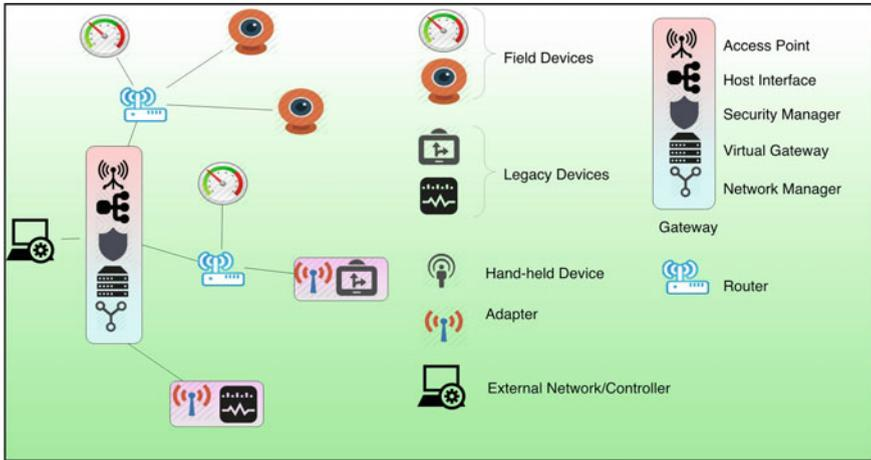 Field Devices
Legacy Devices
Hand-held Device
Adapter
External Network/Controller
Access Point
Host Interface
Security Manager
Virtual Gateway
Network Manager
Gateway
Router